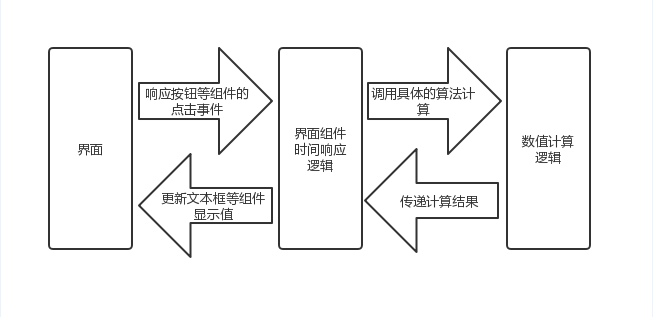 界面
响应按钮等组件的
点击事件
更新文本框等组件
显示值
界面组件
时间响应
逻辑
调用具体的算法计
算
传递计算结果
数值计算
逻辑